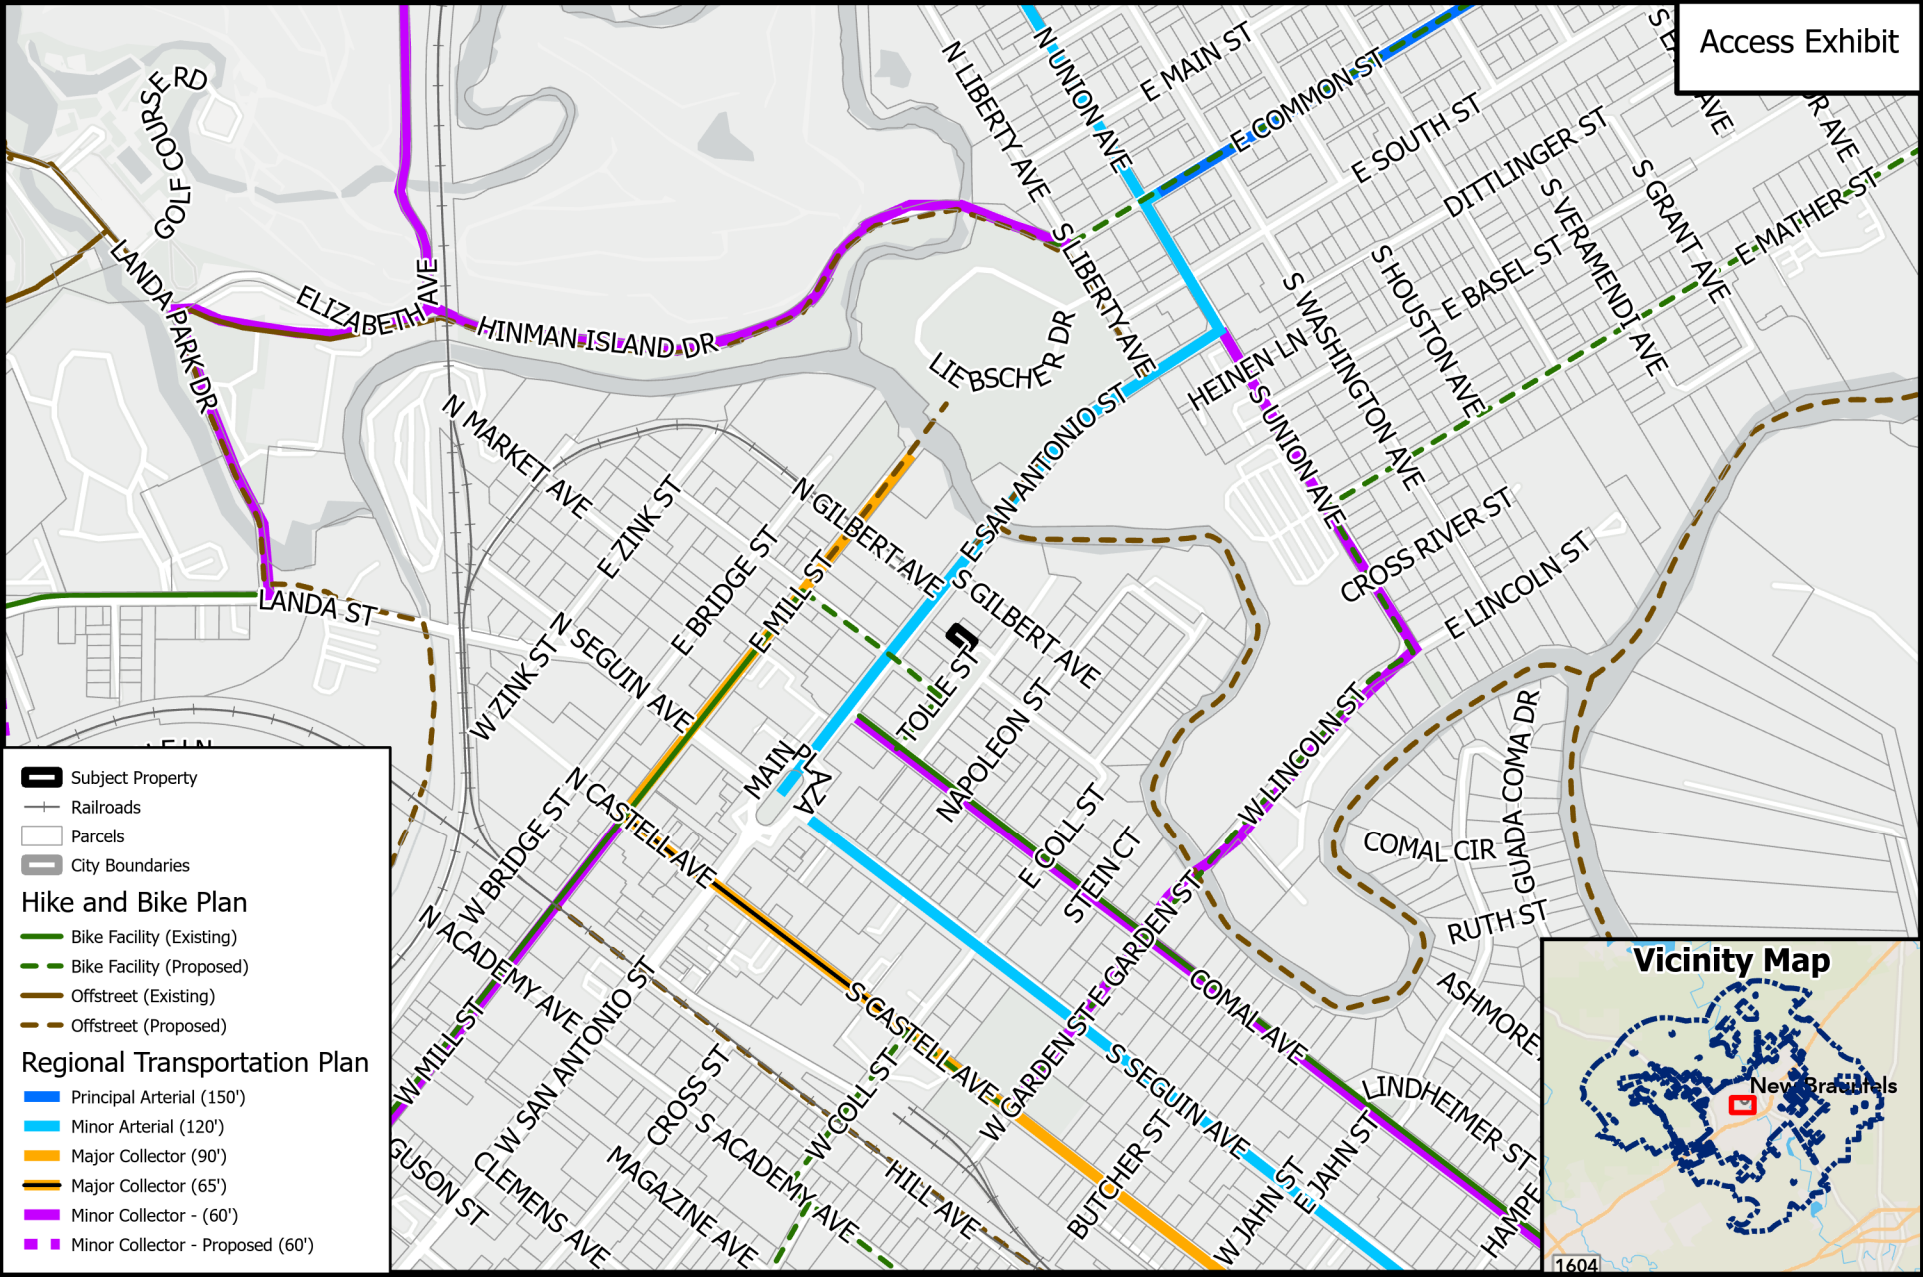 Access Exhibit
GOLF COURSE RD
N LIBERTY AVE
N UNION AVE
E MAIN ST
E COMMON ST
E SOUTH ST
DITTLINGER ST
S VERAMENDI AVE
S GRANT AVE
E MATHER ST
AVE
OR AVE
LANDA PARK DR
ELIZABETH AVE
HINMAN ISLAND DR
LIEBSCHER DR
S LIBERTY AVE
E SAN ANTONIO ST
HEINEN LN
S UNION AVE
S WASHINGTON AVE
S HOUSTON AVE
E BASEL ST
N MARKET AVE
E ZINK ST
E BRIDGE ST
N GILBERT AVE
E MILL ST
S GILBERT AVE
CROSS RIVER ST
E LINCOLN ST
LANDA ST
W ZINK ST
N SEGUIN AVE
TOLLE ST
NAPOLEON ST
MAIN PLAZA
W LINCOLN ST
GUADA COMA DR
COMAL CIR
RUTH ST
ASHMORE
N CASTELL AVE
W BRIDGE ST
E COLL ST
STEIN CT
E GARDEN ST
COMAL AVE
N ACADEMY AVE
W MILL ST
W SAN ANTONIO ST
S CASTELL AVE
W GARDEN ST
S SEGUIN AVE
LINDHEIMER ST
CROSS ST
S ACADEMY AVE
W COLL ST
GUSON ST
CLEMENS AVE
MAGAZINE AVE
HILL AVE
BUTCHER ST
W JAHN ST
E JAHN ST
HAMPE
Subject Property
Railroads
Parcels
City Boundaries
Hike and Bike Plan
Bike Facility (Existing)
Bike Facility (Proposed)
Offstreet (Existing)
Offstreet (Proposed)
Regional Transportation Plan
Principal Arterial (150')
Minor Arterial (120')
Major Collector (90')
Major Collector (65')
Minor Collector - (60')
Minor Collector - Proposed (60')
Vicinity Map
New Braunfels
1604